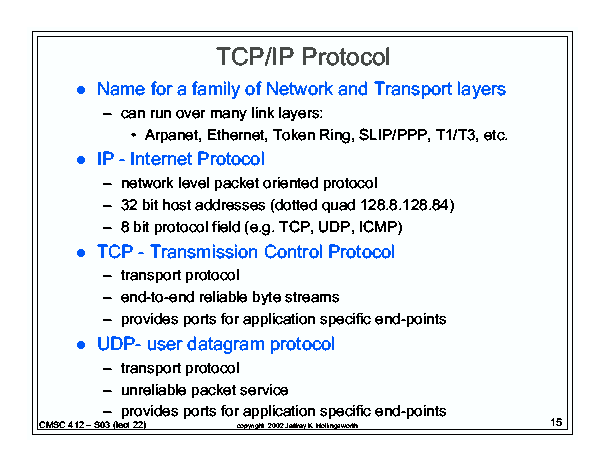 TCP/IP Protocol
● Name for a family of Network and Transport layers
– can run over many link layers:
• Arpanet, Ethernet, Token Ring, SLIP/PPP, T1/T3, etc.
● IP - Internet Protocol
– network level packet oriented protocol
– 32 bit host addresses (dotted quad 128.8.128.84)
– 8 bit protocol field (e.g. TCP, UDP, ICMP)
● TCP - Transmission Control Protocol
– transport protocol
– end-to-end reliable byte streams
– provides ports for application specific end-points
● UDP- user datagram protocol
– transport protocol
– unreliable packet service
– provides ports for application specific end-points
CMSC 412 – S03 (lect 22) copyright 2002 Jeffrey K. Hollingsworth 15